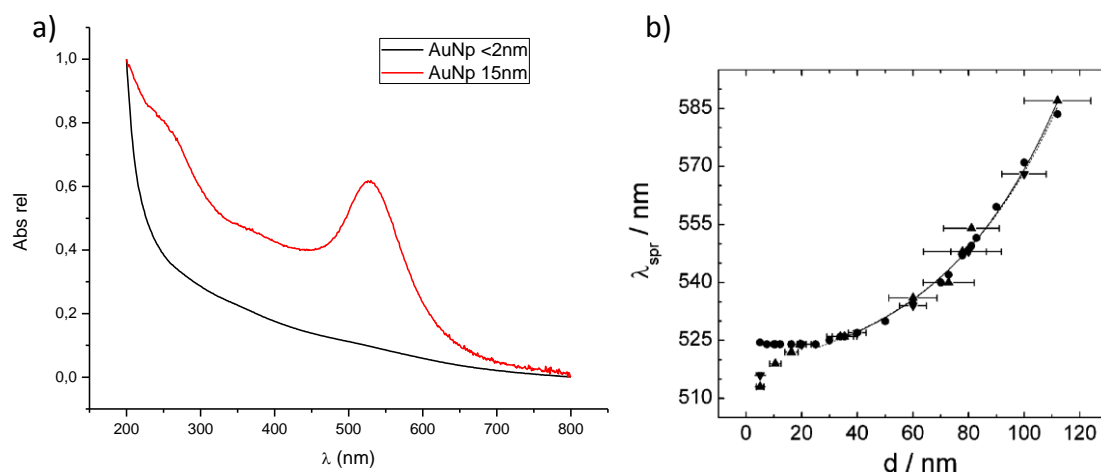 a)
AuNp <2nm
AuNp 15nm
1,0
0,8
0,6
0,4
0,2
0,0
Abs rel
200 300 400 500 600 700 800
λ (nm)
b)
585
570
555
540
525
510
λspr / nm
0 20 40 60 80 100 120
d / nm